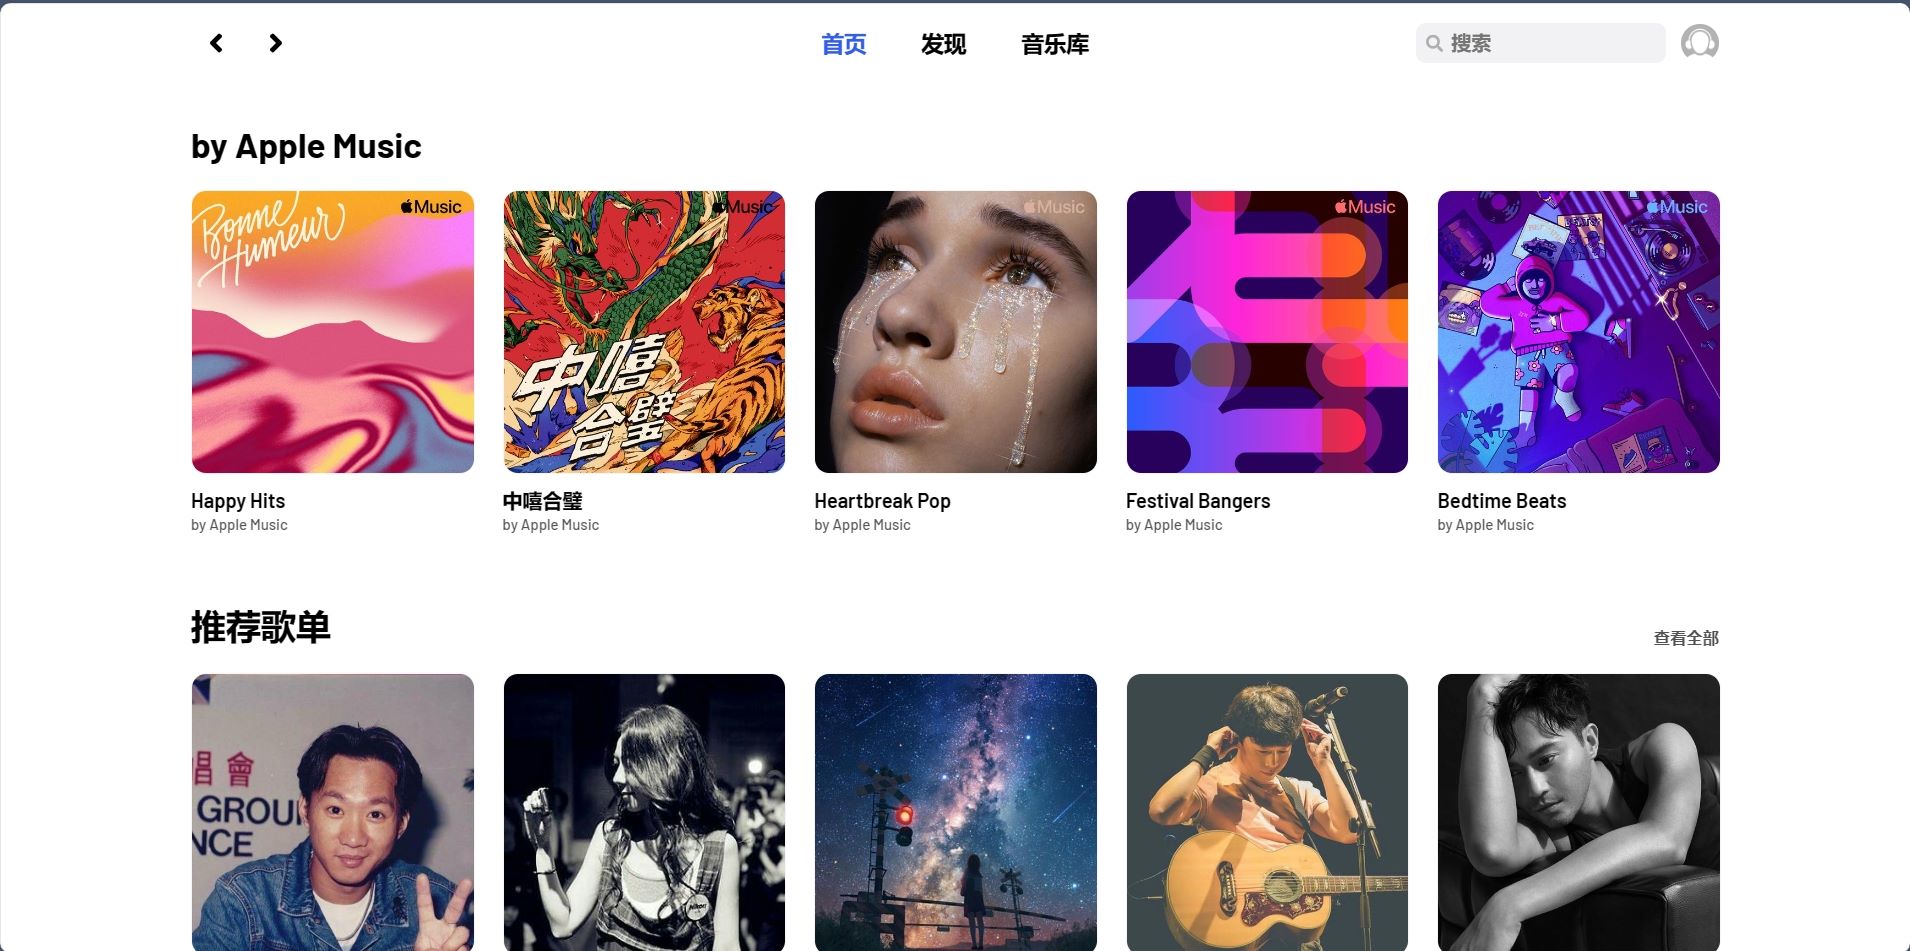 首页 发现 音乐库 搜索
by Apple Music
Bonne
Humeur
Music
Music
中嘻
合璧
Music
Music
Music
Happy Hits
by Apple Music
中嘻合璧
by Apple Music
Heartbreak Pop
by Apple Music
Festival Bangers
by Apple Music
Bedtime Beats
by Apple Music
推荐歌单
查看全部
唱會
GROU
NCE